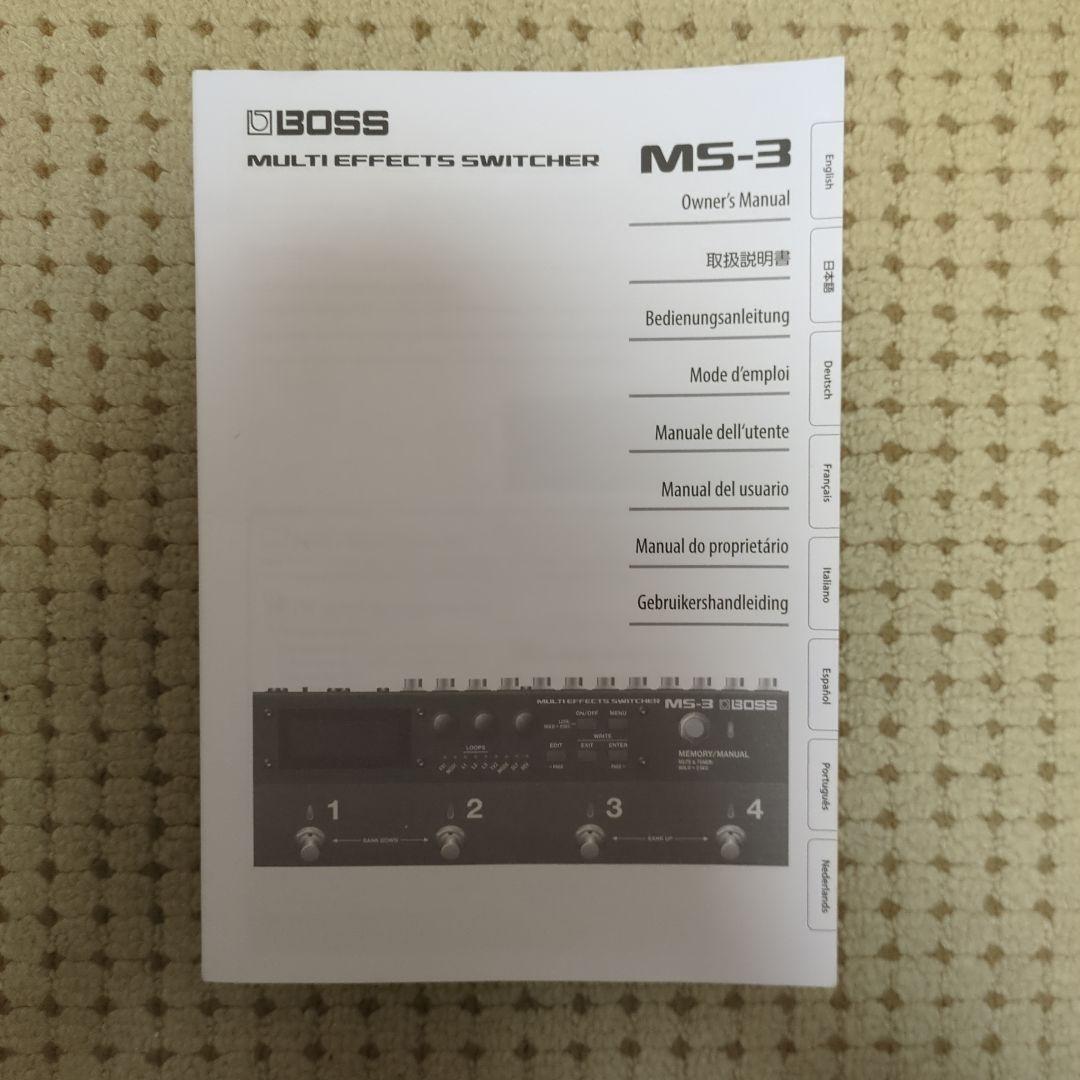 BOSS
MULTI EFFECTS SWITCHER
MS-3
Owner's Manual
取扱説明書
Bedienungsanleitung
Mode d'emploi
Manuale dell'utente
Manual del usuario
Manual do proprietário
Gebruikershandleiding
English
日本語
Deutsch
Français
Italiano
Español
Português
Nederlands
MULTI EFFECTS SWITCHER MS-3 BOSS
ON/OFF MENU
WRITE
EDIT EXIT ENTER
LOOPS
L1 L2 L3
MEMORY/MANUAL
1 2 3 4
BANK DOWN
BANK UP